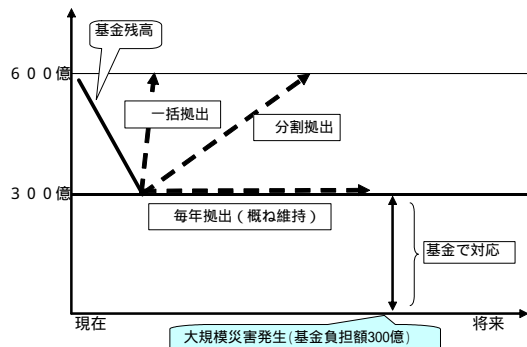 基金残高
６００億
一括拠出
分割拠出
３００億
毎年拠出（概ね維持）
基金で対応
現在
将来
大規模災害発生(基金負担額300億)